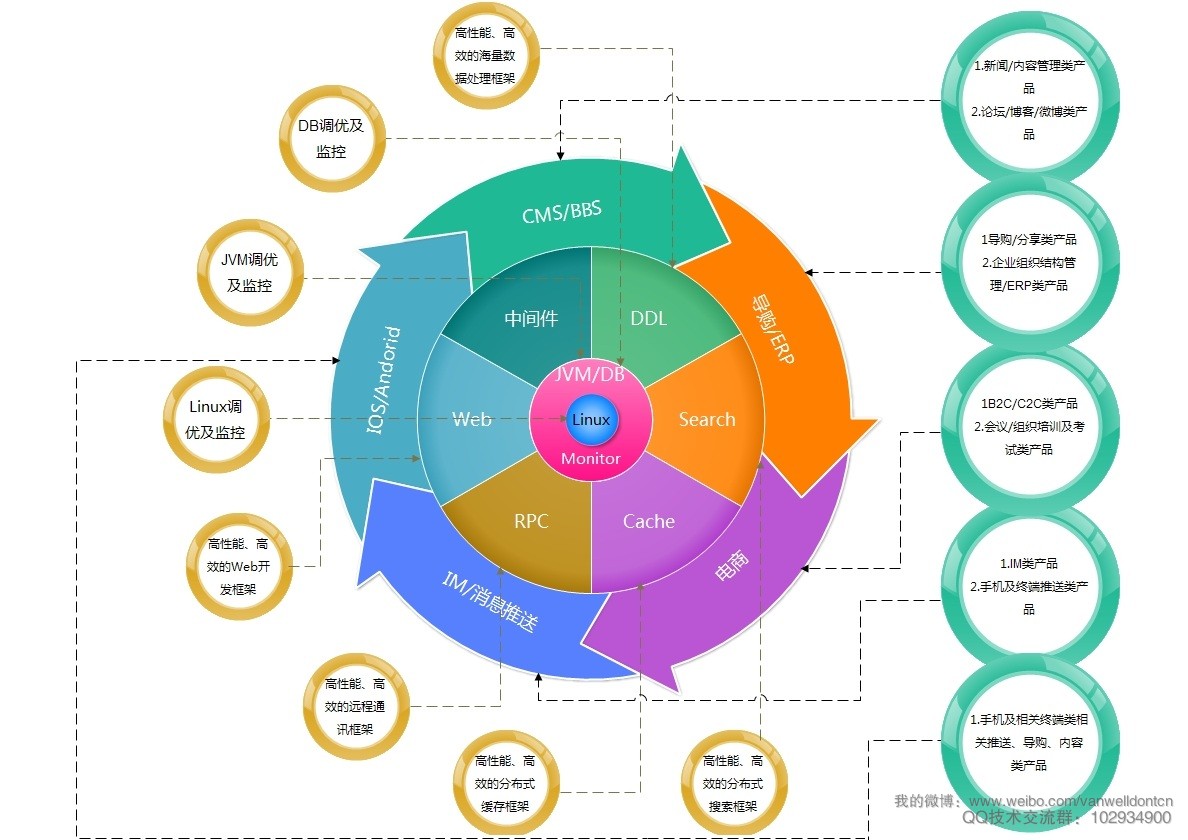 高性能、高
效的海量数
据处理框架
DB调优及
监控
JVM调优
及监控
Linux调
优及监控
高性能、高
效的Web开
发框架
高性能、高
效的远程通
讯框架
高性能、高
效的分布式
缓存框架
高性能、高
效的分布式
搜索框架
CMS/BBS
导购/ERP
电商
IM/消息推送
IOS/Andorid
中间件
DDL
Search
Cache
RPC
Web
JVM/DB
Linux
Monitor
1.新闻/内容管理类产
品
2.论坛/博客/微博类产
品
1导购/分享类产品
2.企业组织结构管
理/ERP类产品
1B2C/C2C类产品
2.会议/组织培训及考
试类产品
1.IM类产品
2.手机及终端推送类产
品
1.手机及相关终端类相
关推送、导购、内容
类产品
我的微博：www.weibo.com/vanwelldontcn
QQ技术交流群：102934900